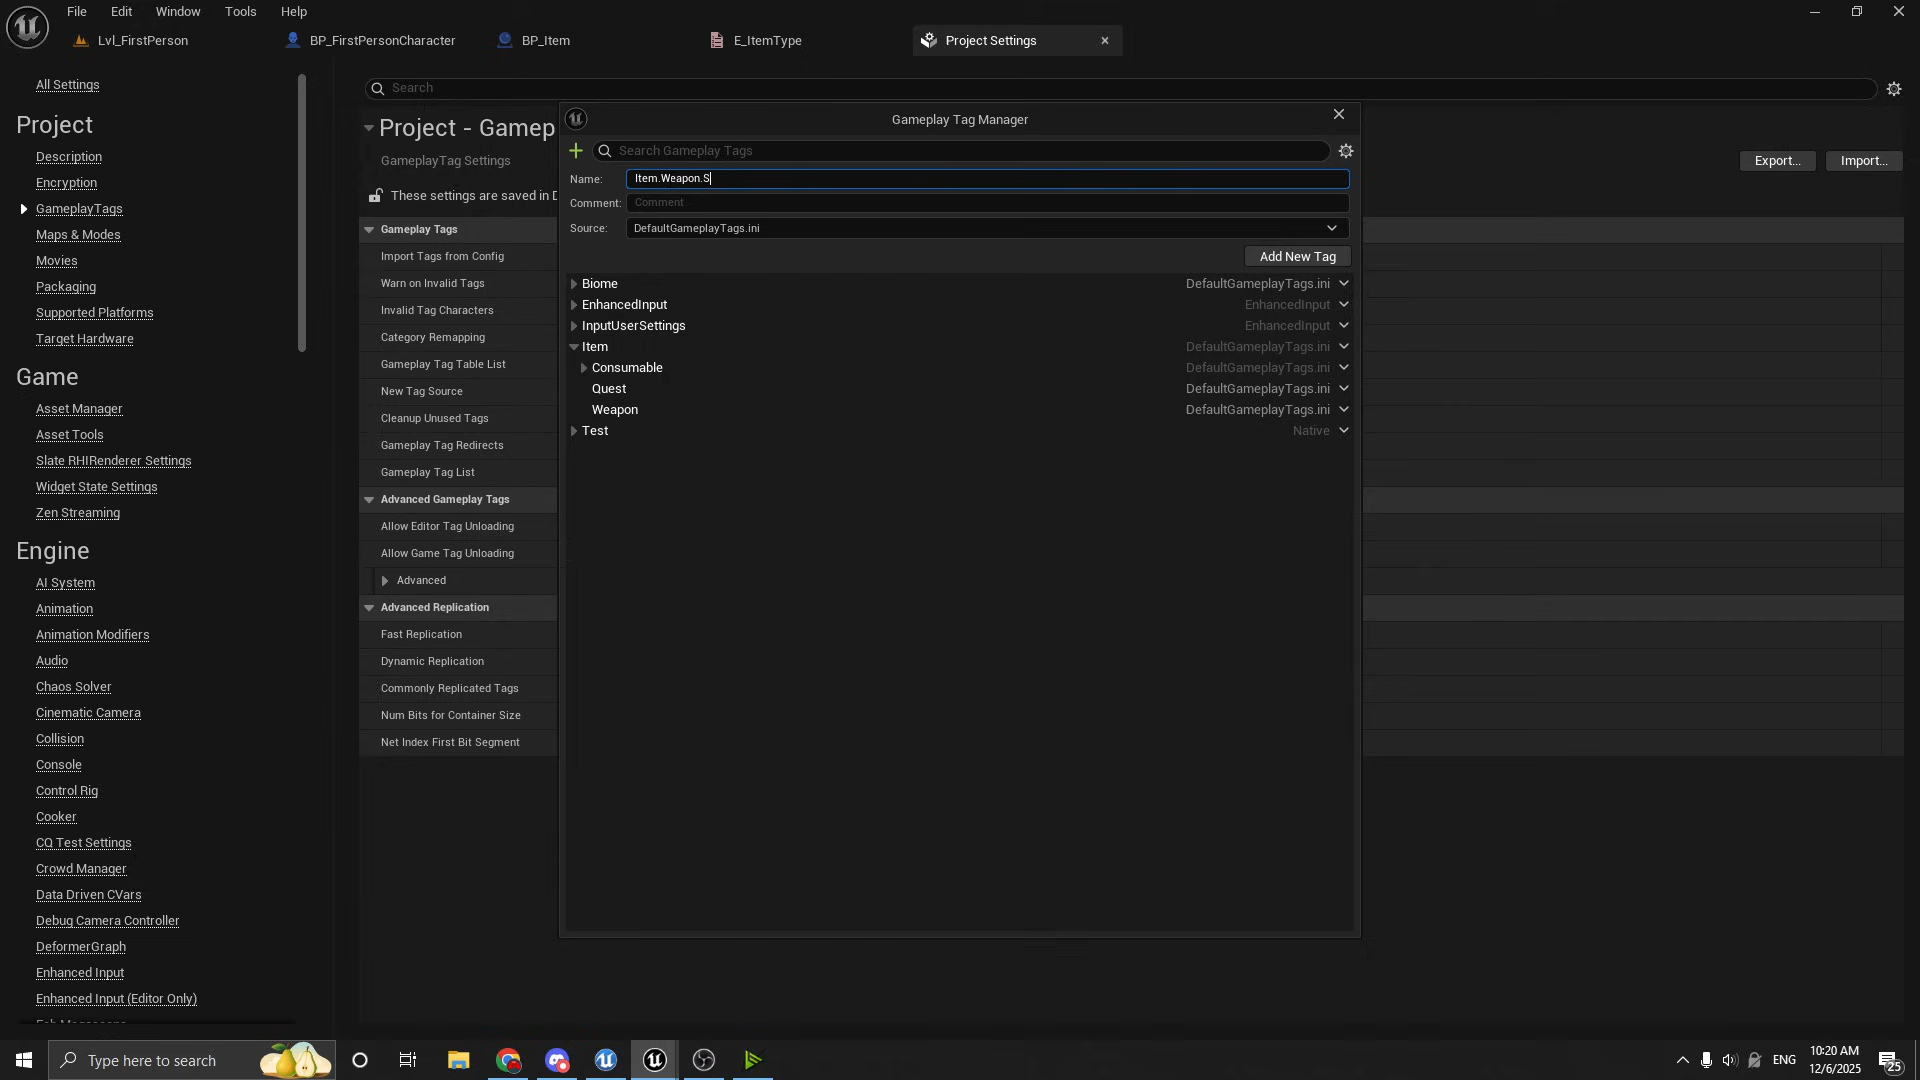 File Edit Window Tools Help
Lvl_FirstPerson BP_FirstPersonCharacter BP_Item E_ItemType Project Settings
All Settings
Project
Description
Encryption
GameplayTags
Maps & Modes
Movies
Packaging
Supported Platforms
Target Hardware
Game
Asset Manager
Asset Tools
Slate RHIRenderer Settings
Widget State Settings
Zen Streaming
Engine
AI System
Animation
Animation Modifiers
Audio
Chaos Solver
Cinematic Camera
Collision
Console
Control Rig
Cooker
CQ Test Settings
Crowd Manager
Data Driven CVars
Debug Camera Controller
DeformerGraph
Enhanced Input
Enhanced Input (Editor Only)
Search
Project - Gamep
GameplayTag Settings
Export... Import...
These settings are saved in D
Gameplay Tags
Import Tags from Config
Warn on Invalid Tags
Invalid Tag Characters
Category Remapping
Gameplay Tag Table List
New Tag Source
Cleanup Unused Tags
Gameplay Tag Redirects
Gameplay Tag List
Advanced Gameplay Tags
Allow Editor Tag Unloading
Allow Game Tag Unloading
Advanced
Advanced Replication
Fast Replication
Dynamic Replication
Commonly Replicated Tags
Num Bits for Container Size
Net Index First Bit Segment
Gameplay Tag Manager
Search Gameplay Tags
Name: Item.Weapon.S
Comment: Comment
Source: DefaultGameplayTags.ini
Add New Tag
Biome DefaultGameplayTags.ini
EnhancedInput EnhancedInput
InputUserSettings EnhancedInput
Item DefaultGameplayTags.ini
Consumable DefaultGameplayTags.ini
Quest DefaultGameplayTags.ini
Weapon DefaultGameplayTags.ini
Test Native
Type here to search
ENG
10:20 AM
12/6/2025
25